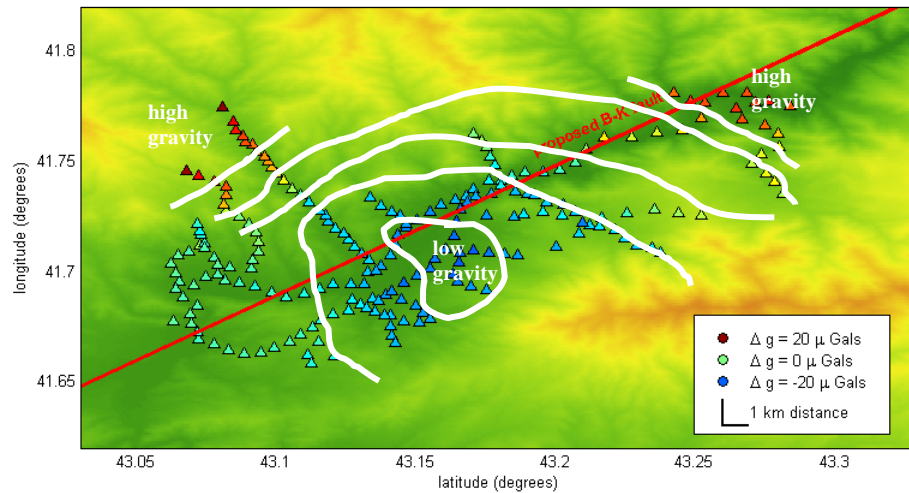 41.8
41.75
41.7
41.65
longitude (degrees)
high
gravity
proposed B-K fault
high
gravity
low
gravity
Δ g = 20 μ Gals
Δ g = 0 μ Gals
Δ g = -20 μ Gals
1 km distance
43.05
43.1
43.15
43.2
43.25
43.3
latitude (degrees)